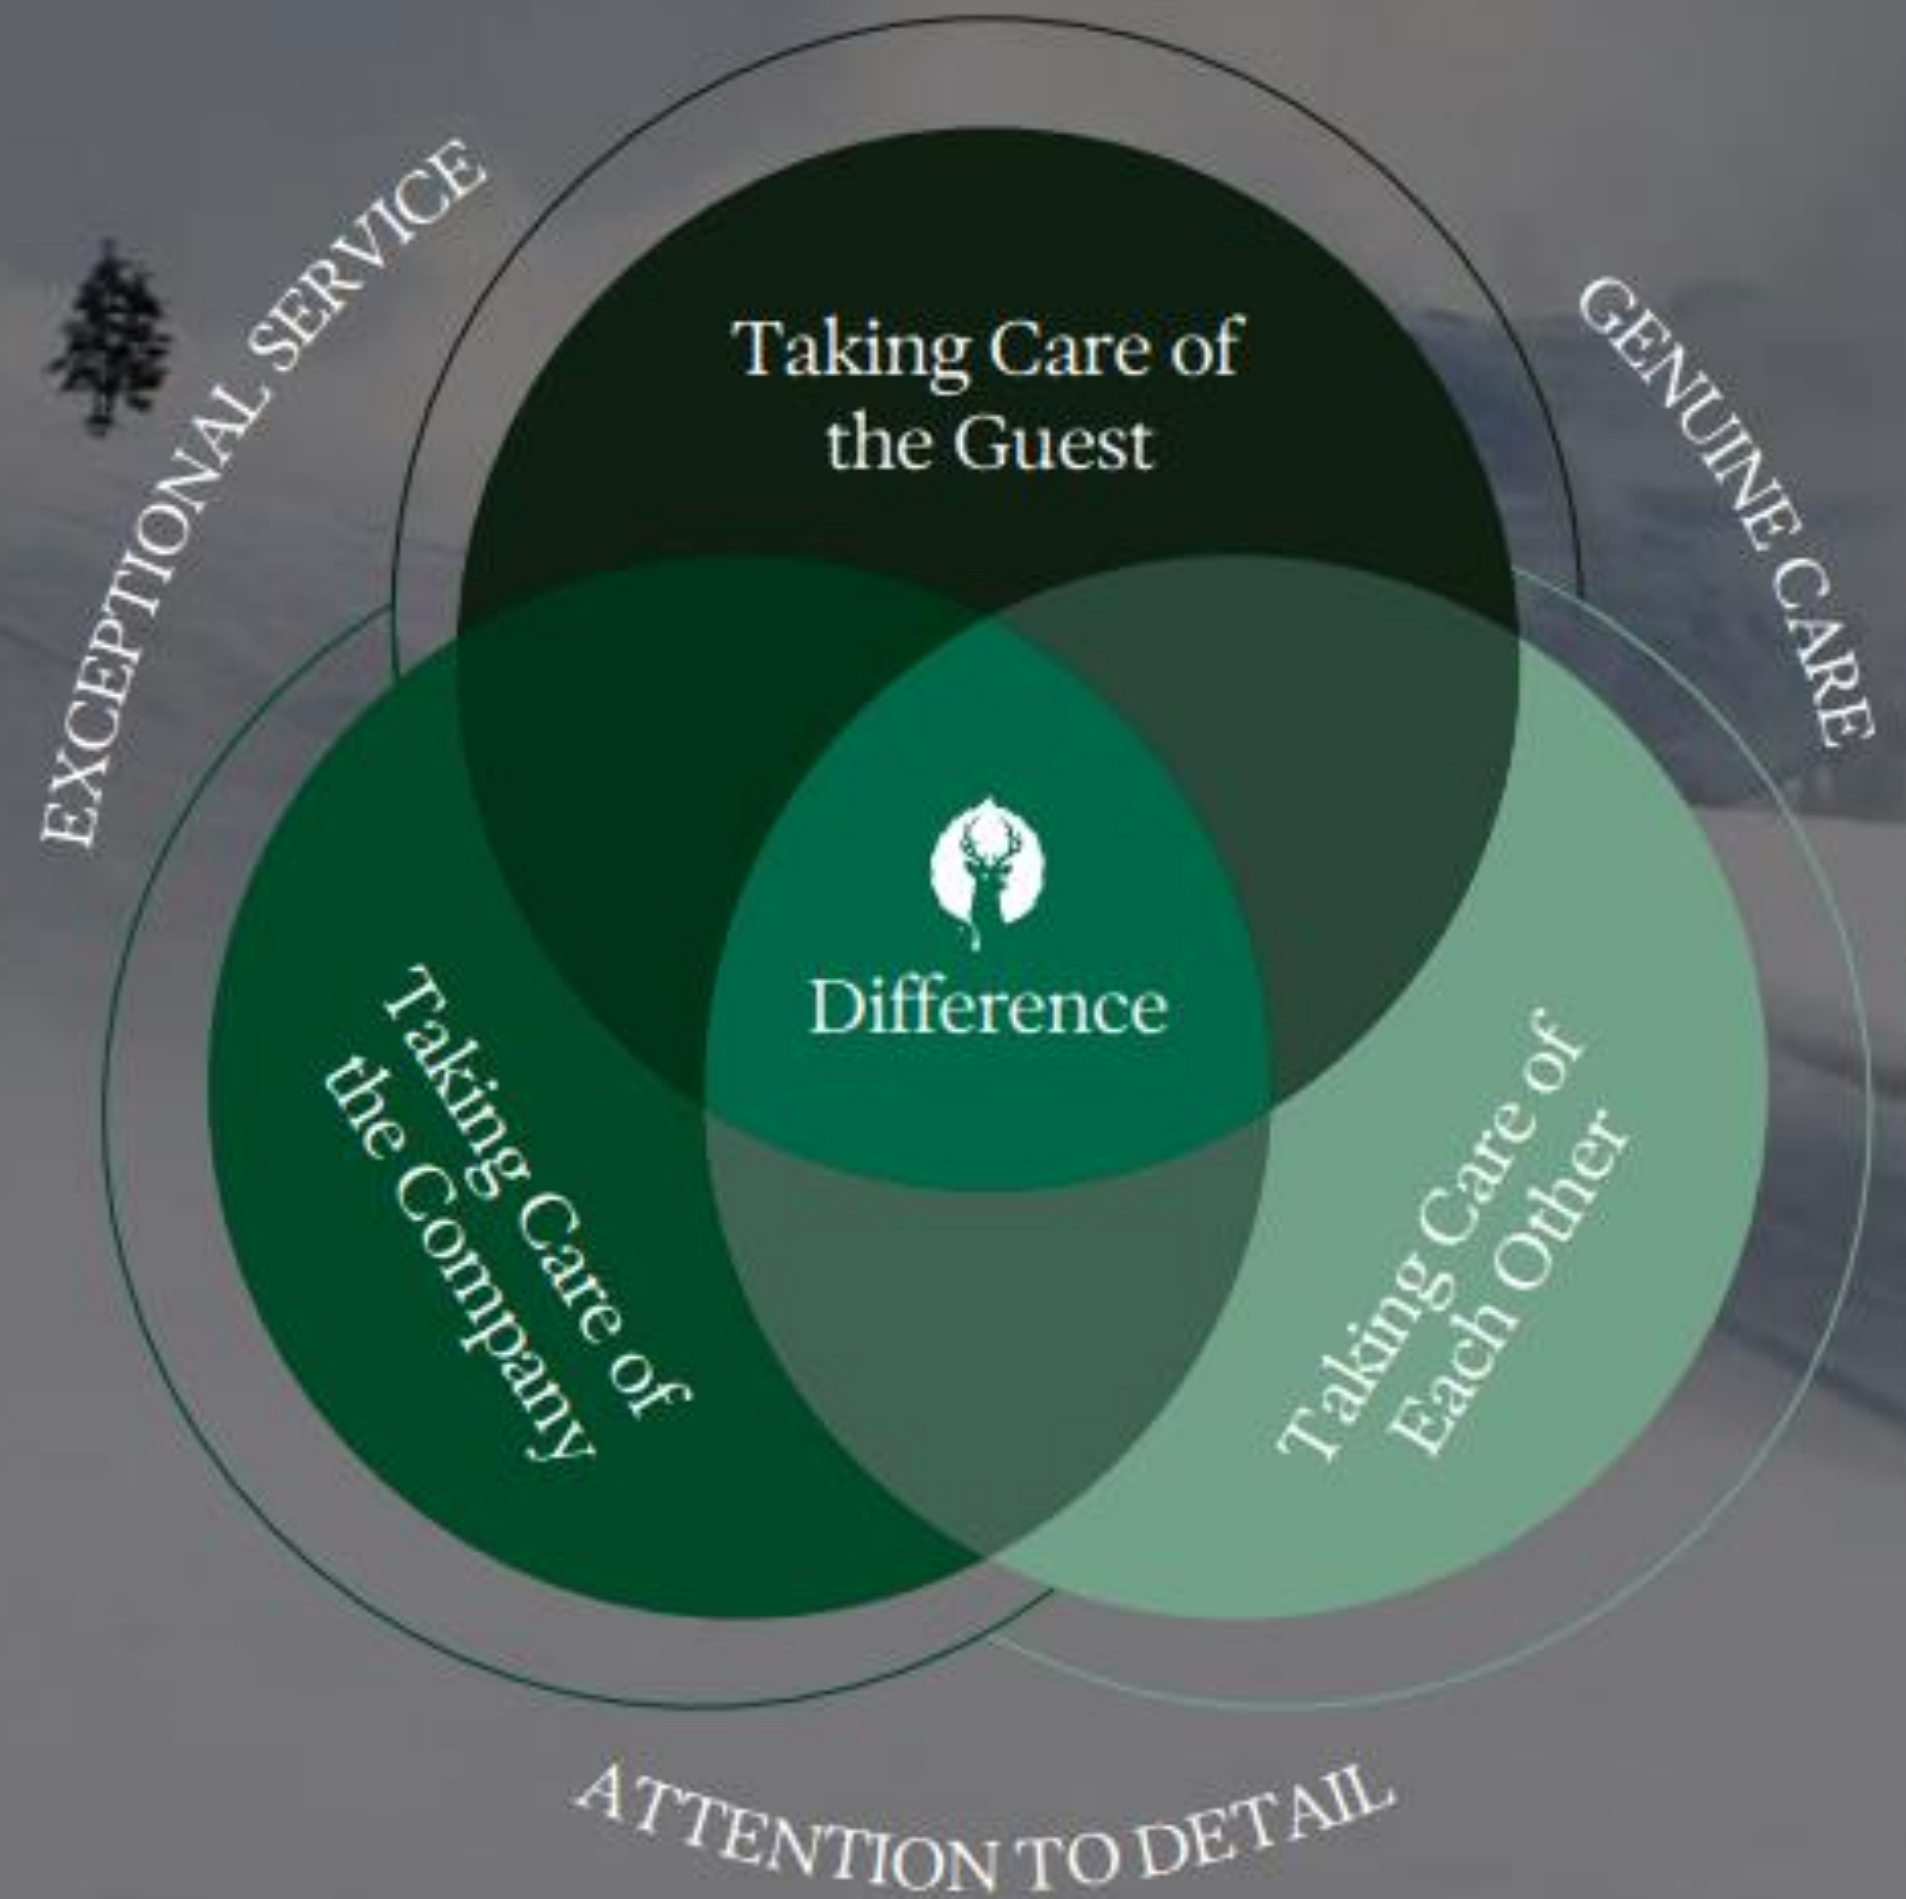 EXCEPTIONAL SERVICE
GENUINE CARE
Taking Care of
the Guest
Difference
Taking Care of
the Company
Taking Care of
Each Other
ATTENTION TO DETAIL